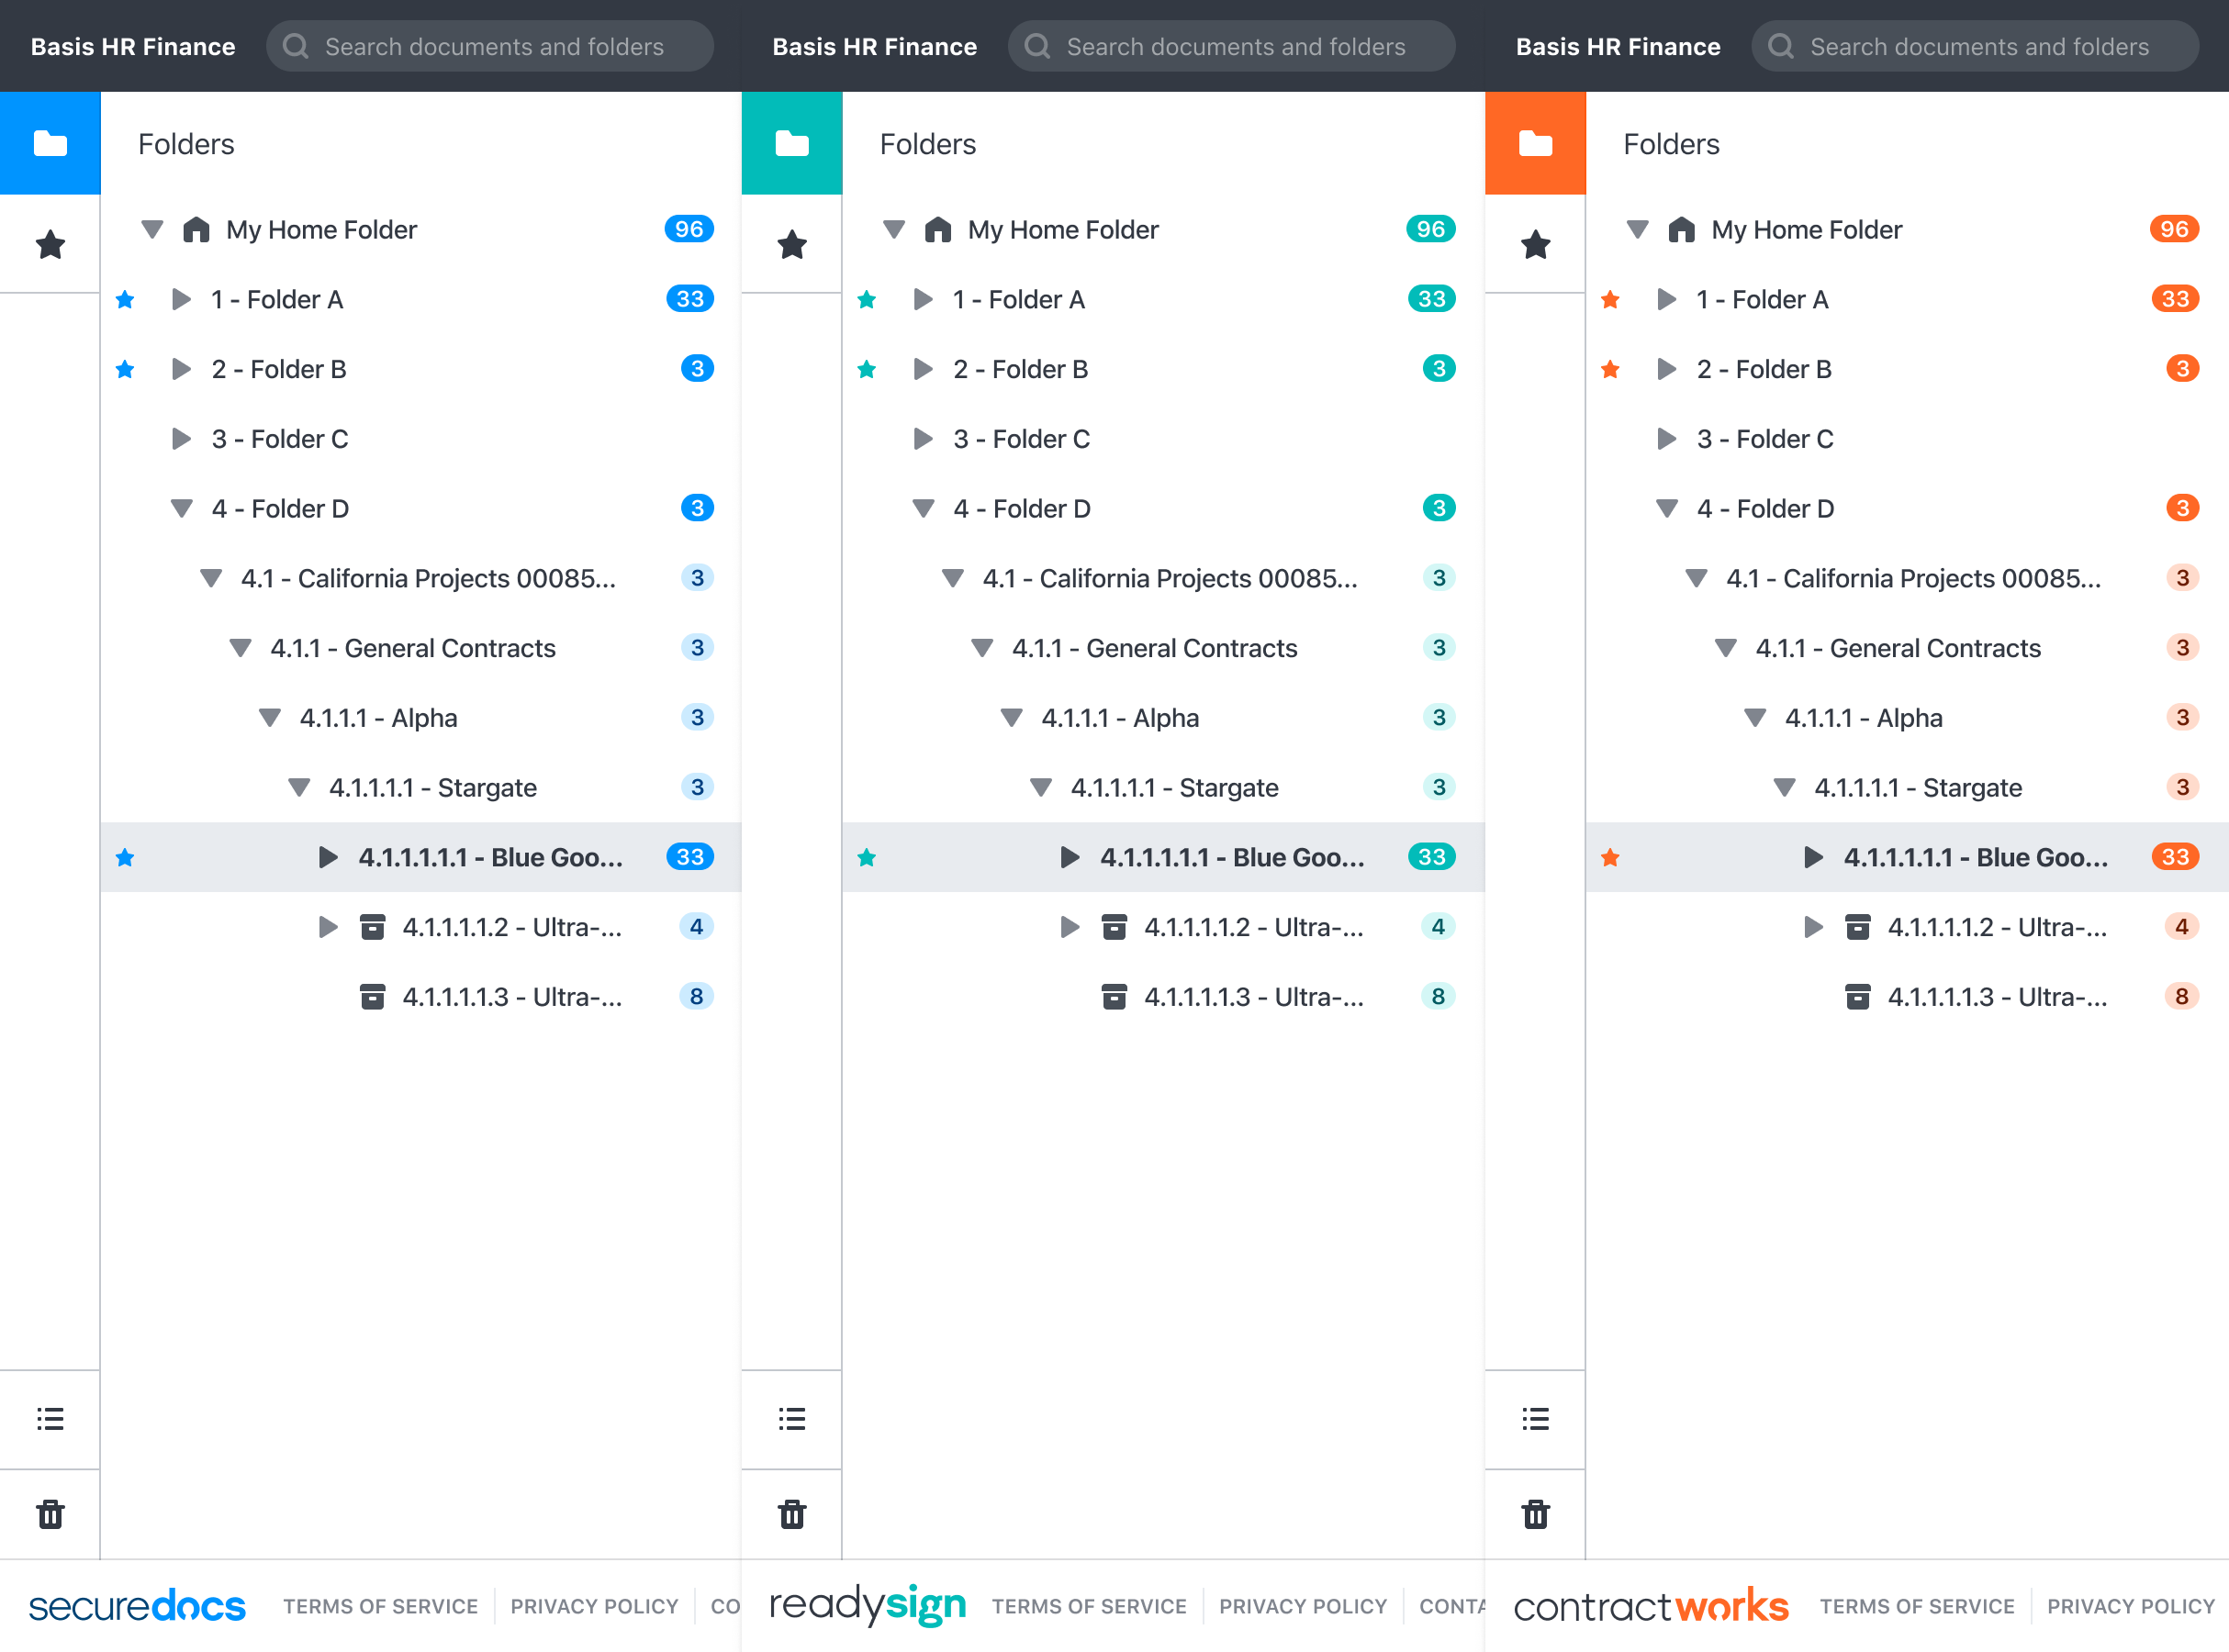 Basis HR Finance
Search documents and folders
Folders
My Home Folder 96
1 - Folder A 33
2 - Folder B 3
3 - Folder C
4 - Folder D 3
4.1 - California Projects 00085... 3
4.1.1 - General Contracts 3
4.1.1.1 - Alpha 3
4.1.1.1.1 - Stargate 3
4.1.1.1.1.1 - Blue Goo... 33
4.1.1.1.1.2 - Ultra-... 4
4.1.1.1.1.3 - Ultra-... 8
securedocs TERMS OF SERVICE PRIVACY POLICY CO
Basis HR Finance
Search documents and folders
Folders
My Home Folder 96
1 - Folder A 33
2 - Folder B 3
3 - Folder C
4 - Folder D 3
4.1 - California Projects 00085... 3
4.1.1 - General Contracts 3
4.1.1.1 - Alpha 3
4.1.1.1.1 - Stargate 3
4.1.1.1.1.1 - Blue Goo... 33
4.1.1.1.1.2 - Ultra-... 4
4.1.1.1.1.3 - Ultra-... 8
readysign TERMS OF SERVICE PRIVACY POLICY CONTA
Basis HR Finance
Search documents and folders
Folders
My Home Folder 96
1 - Folder A 33
2 - Folder B 3
3 - Folder C
4 - Folder D 3
4.1 - California Projects 00085... 3
4.1.1 - General Contracts 3
4.1.1.1 - Alpha 3
4.1.1.1.1 - Stargate 3
4.1.1.1.1.1 - Blue Goo... 33
4.1.1.1.1.2 - Ultra-... 4
4.1.1.1.1.3 - Ultra-... 8
contractworks TERMS OF SERVICE PRIVACY POLICY